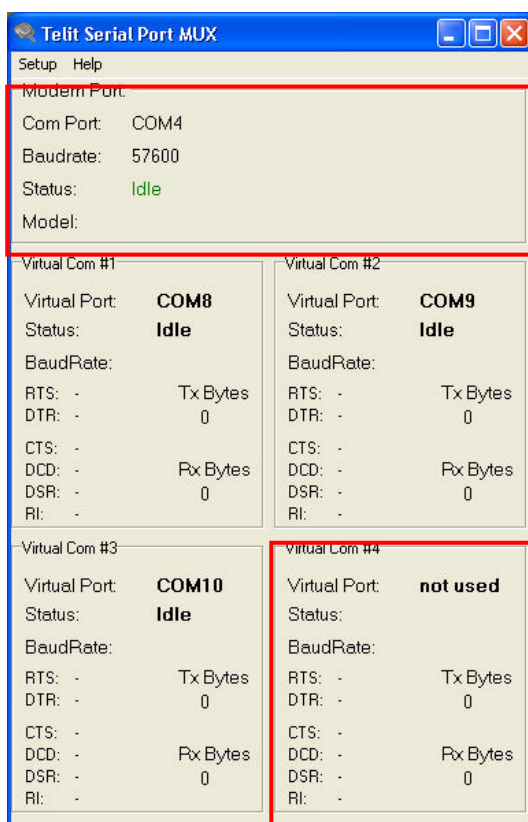 Telit Serial Port MUX
Setup Help
Modem Port:
Com Port: COM4
Baudrate: 57600
Status: Idle
Model:
Virtual Com #1
Virtual Port: COM8
Status: Idle
BaudRate:
RTS: - Tx Bytes
DTR: - 0
CTS: -
DCD: - Rx Bytes
DSR: - 0
RI: -
Virtual Com #2
Virtual Port: COM9
Status: Idle
BaudRate:
RTS: - Tx Bytes
DTR: - 0
CTS: -
DCD: - Rx Bytes
DSR: - 0
RI: -
Virtual Com #3
Virtual Port: COM10
Status: Idle
BaudRate:
RTS: - Tx Bytes
DTR: - 0
CTS: -
DCD: - Rx Bytes
DSR: - 0
RI: -
Virtual Com #4
Virtual Port: not used
Status:
BaudRate:
RTS: - Tx Bytes
DTR: - 0
CTS: -
DCD: - Rx Bytes
DSR: - 0
RI: -